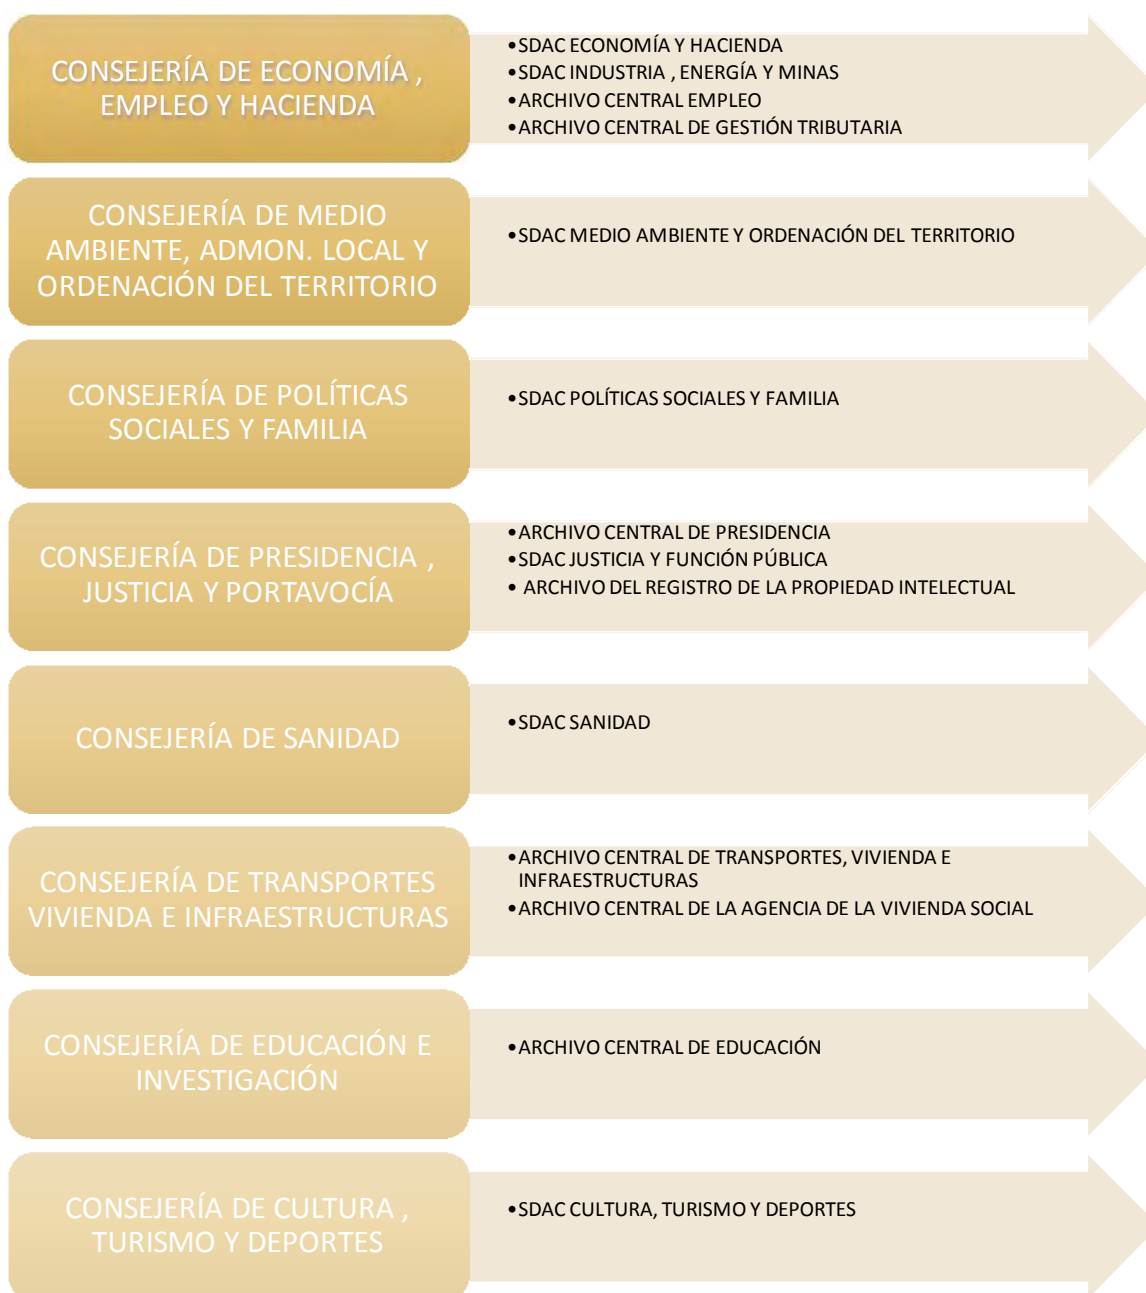 CONSEJERÍA DE ECONOMÍA ,
EMPLEO Y HACIENDA
•SDAC ECONOMÍA Y HACIENDA
•SDAC INDUSTRIA , ENERGÍA Y MINAS
•ARCHIVO CENTRAL EMPLEO
•ARCHIVO CENTRAL DE GESTIÓN TRIBUTARIA
CONSEJERÍA DE MEDIO
AMBIENTE, ADMON. LOCAL Y
ORDENACIÓN DEL TERRITORIO
•SDAC MEDIO AMBIENTE Y ORDENACIÓN DEL TERRITORIO
CONSEJERÍA DE POLÍTICAS
SOCIALES Y FAMILIA
•SDAC POLÍTICAS SOCIALES Y FAMILIA
CONSEJERÍA DE PRESIDENCIA ,
JUSTICIA Y PORTAVOCÍA
•ARCHIVO CENTRAL DE PRESIDENCIA
•SDAC JUSTICIA Y FUNCIÓN PÚBLICA
• ARCHIVO DEL REGISTRO DE LA PROPIEDAD INTELECTUAL
CONSEJERÍA DE SANIDAD
•SDAC SANIDAD
CONSEJERÍA DE TRANSPORTES
VIVIENDA E INFRAESTRUCTURAS
•ARCHIVO CENTRAL DE TRANSPORTES, VIVIENDA E
INFRAESTRUCTURAS
•ARCHIVO CENTRAL DE LA AGENCIA DE LA VIVIENDA SOCIAL
CONSEJERÍA DE EDUCACIÓN E
INVESTIGACIÓN
•ARCHIVO CENTRAL DE EDUCACIÓN
CONSEJERÍA DE CULTURA ,
TURISMO Y DEPORTES
•SDAC CULTURA, TURISMO Y DEPORTES